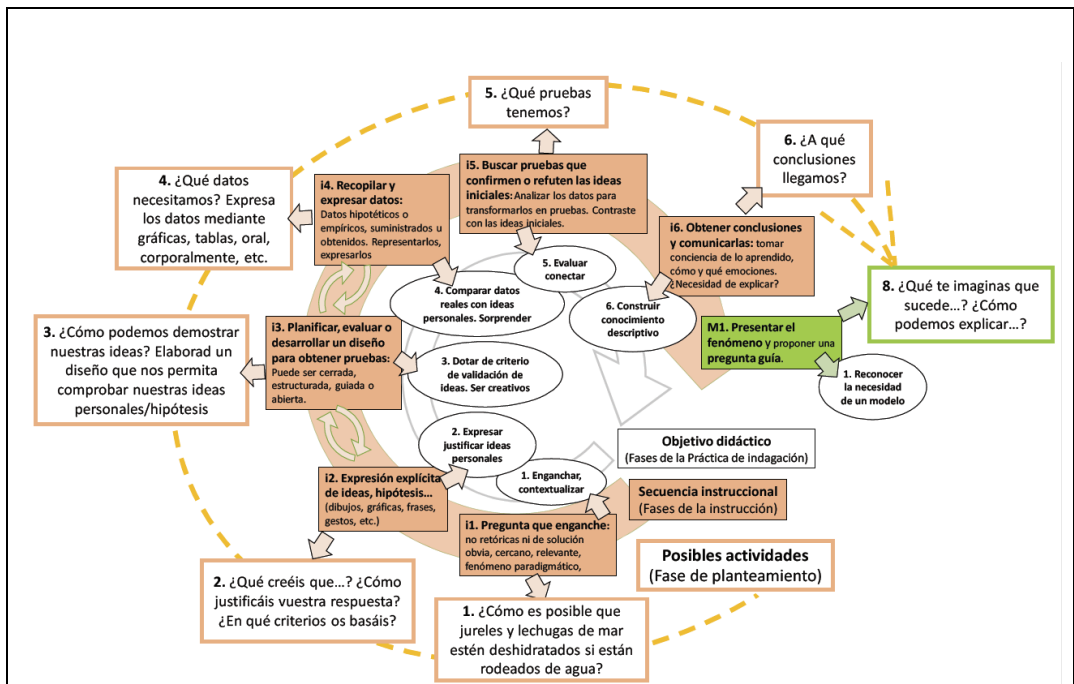 5. ¿Qué pruebas
tenemos?
6. ¿A qué
conclusiones
llegamos?
4. ¿Qué datos
necesitamos? Expresa
los datos mediante
gráficas, tablas, oral,
corporalmente, etc.
i4. Recopilar y
expresar datos:
Datos hipotéticos o
empíricos, suministrados u
obtenidos. Representarlos,
expresarlos
i5. Buscar pruebas que
confirmen o refuten las ideas
iniciales: Analizar los datos para
transformarlos en pruebas. Contraste
con las ideas iniciales.
i6. Obtener conclusiones
y comunicarlas: tomar
conciencia de lo aprendido,
cómo y qué emociones.
¿Necesidad de explicar?
5. Evaluar
conectar
4. Comparar datos
reales con ideas
personales. Sorprender
6. Construir
conocimiento
descriptivo
8. ¿Qué te imaginas que
sucede...? ¿Cómo
podemos explicar...?
3. ¿Cómo podemos demostrar
nuestras ideas? Elaborad un
diseño que nos permita
comprobar nuestras ideas
personales/hipótesis
i3. Planificar, evaluar o
desarrollar un diseño
para obtener pruebas:
Puede ser cerrada,
estructurada, guiada o
abierta.
3. Dotar de criterio
de validación de
ideas. Ser creativos
M1. Presentar el
fenómeno y proponer una
pregunta guía.
1. Reconocer
la necesidad
de un modelo
2. Expresar
justificar ideas
personales
1. Enganchar,
contextualizar
Objetivo didáctico
(Fases de la Práctica de indagación)
i2. Expresión explícita
de ideas, hipótesis...
(dibujos, gráficas, frases,
gestos, etc.)
Secuencia instruccional
(Fases de la instrucción)
i1. Pregunta que enganche:
no retóricas ni de solución
obvia, cercano, relevante,
fenómeno paradigmático,
Posibles actividades
(Fase de planteamiento)
2. ¿Qué creéis que...? ¿Cómo
justificáis vuestra respuesta?
¿En qué criterios os basáis?
1. ¿Cómo es posible que
jureles y lechugas de mar
estén deshidratados si están
rodeados de agua?